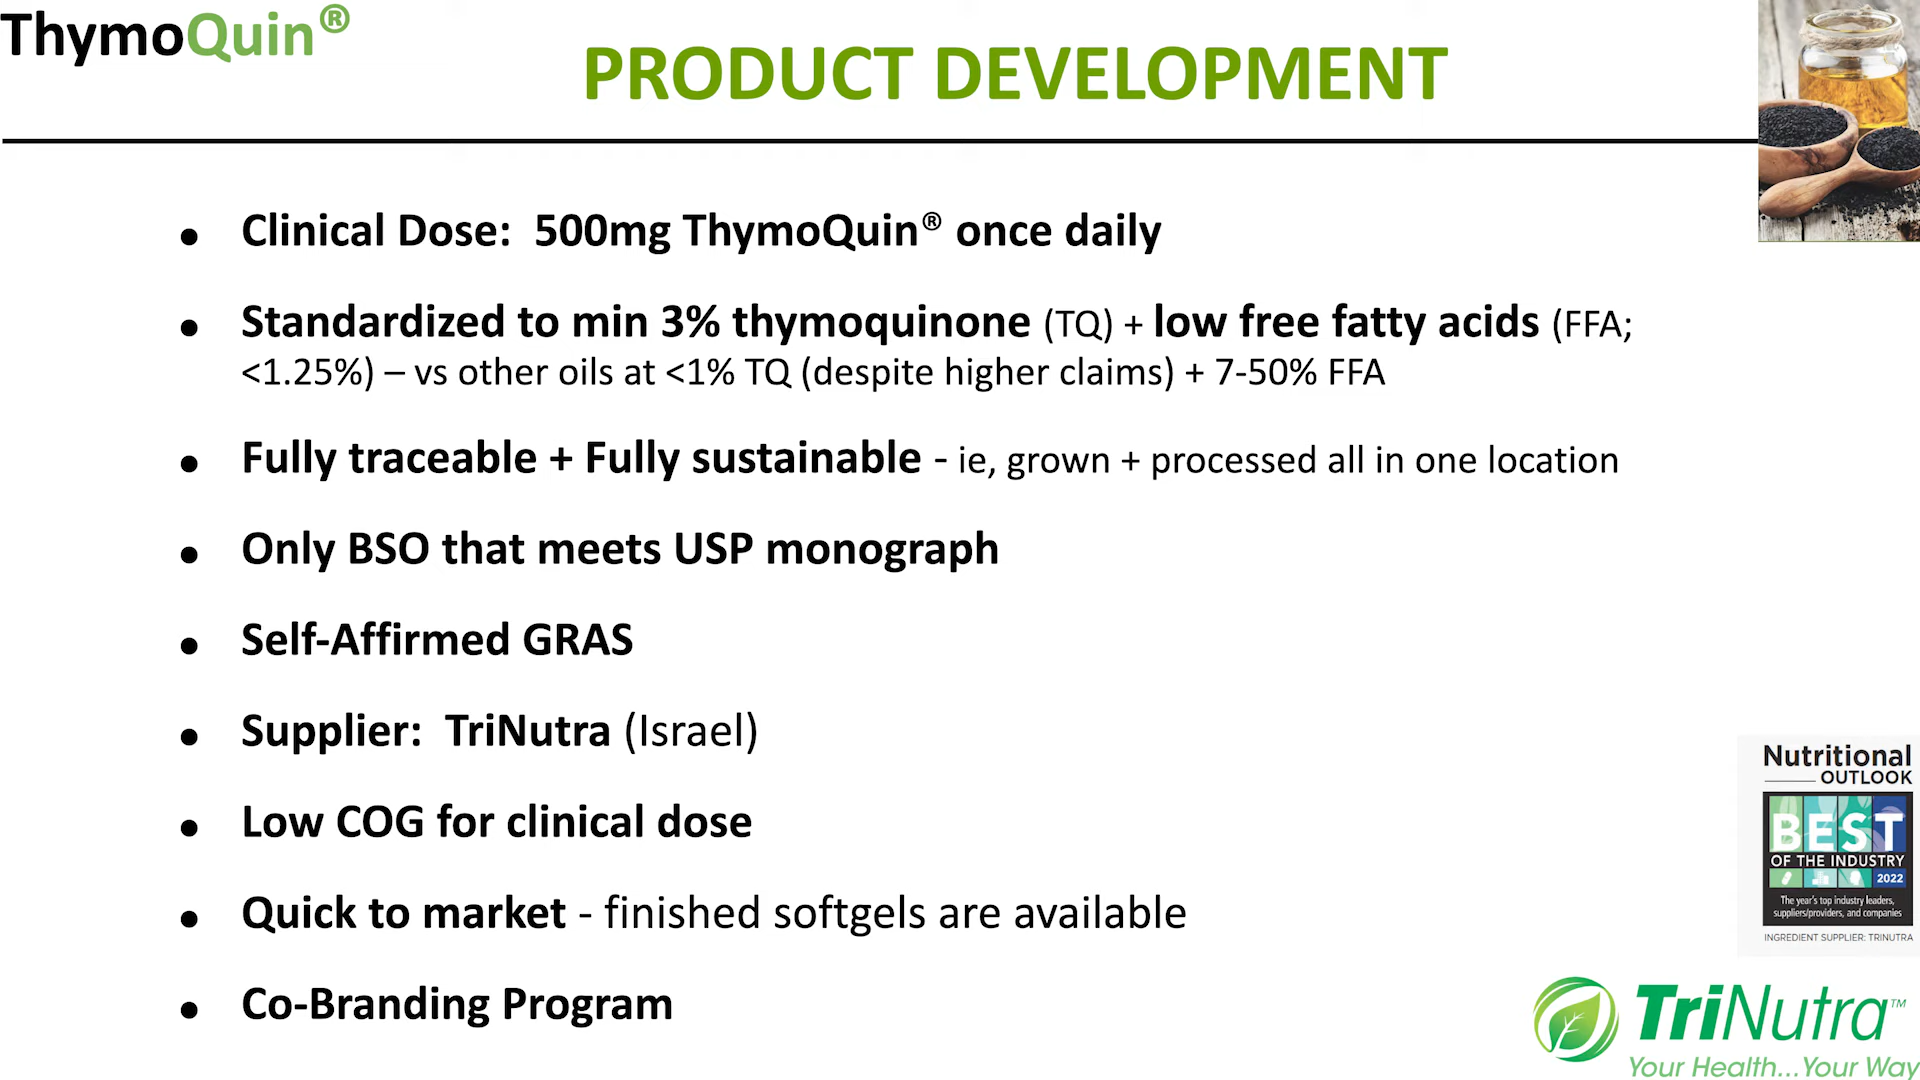 ThymoQuin®
PRODUCT DEVELOPMENT
• Clinical Dose: 500mg ThymoQuin® once daily
• Standardized to min 3% thymoquinone (TQ) + low free fatty acids (FFA;
<1.25%) – vs other oils at <1% TQ (despite higher claims) + 7-50% FFA
• Fully traceable + Fully sustainable - ie, grown + processed all in one location
• Only BSO that meets USP monograph
• Self-Affirmed GRAS
• Supplier: TriNutra (Israel)
• Low COG for clinical dose
• Quick to market - finished softgels are available
• Co-Branding Program
Nutritional
OUTLOOK
BEST
OF THE INDUSTRY
2022
The year's top industry leaders,
suppliers/providers, and companies
INGREDIENT SUPPLIER: TRINUTRA
TriNutra™
Your Health...Your Way